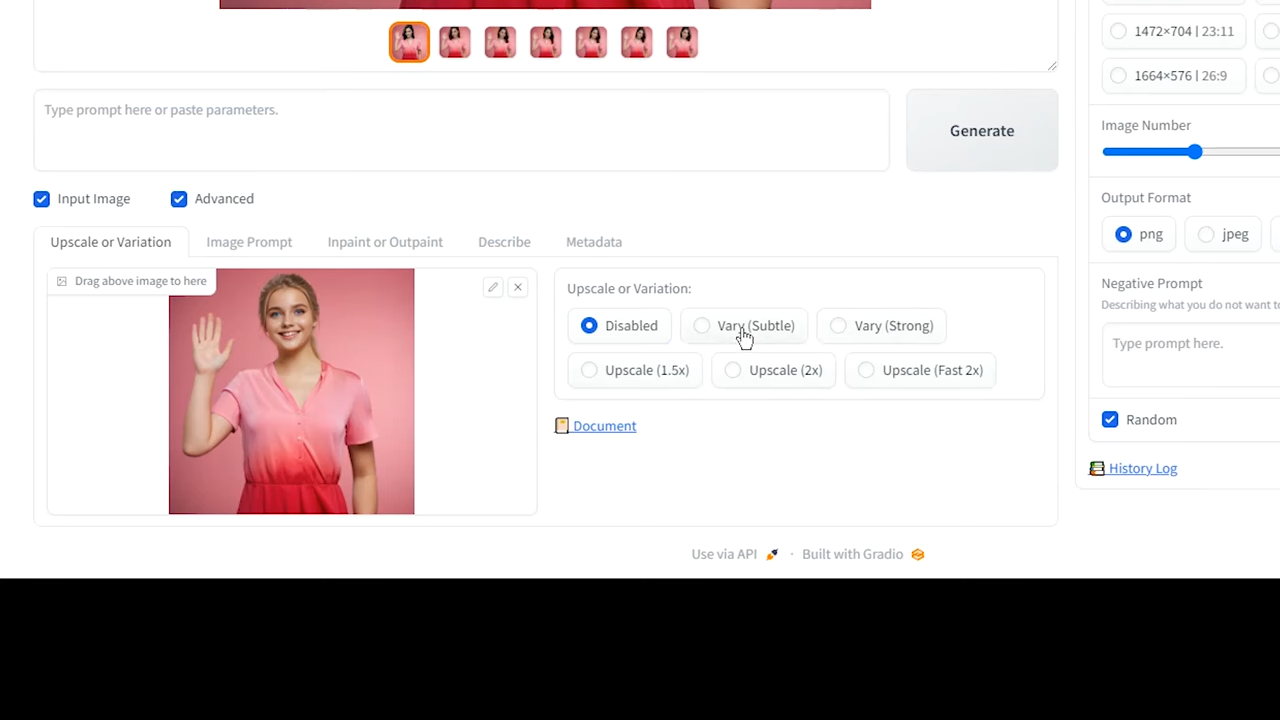 1472×704 | 23:11
1664×576 | 26:9
Type prompt here or paste parameters.
Generate
Image Number
Input Image
Advanced
Output Format
png
jpeg
Upscale or Variation
Image Prompt
Inpaint or Outpaint
Describe
Metadata
Drag above image to here
Upscale or Variation:
Disabled
Vary (Subtle)
Vary (Strong)
Upscale (1.5x)
Upscale (2x)
Upscale (Fast 2x)
Document
Negative Prompt
Describing what you do not want to
Type prompt here.
Random
History Log
Use via API
·
Built with Gradio